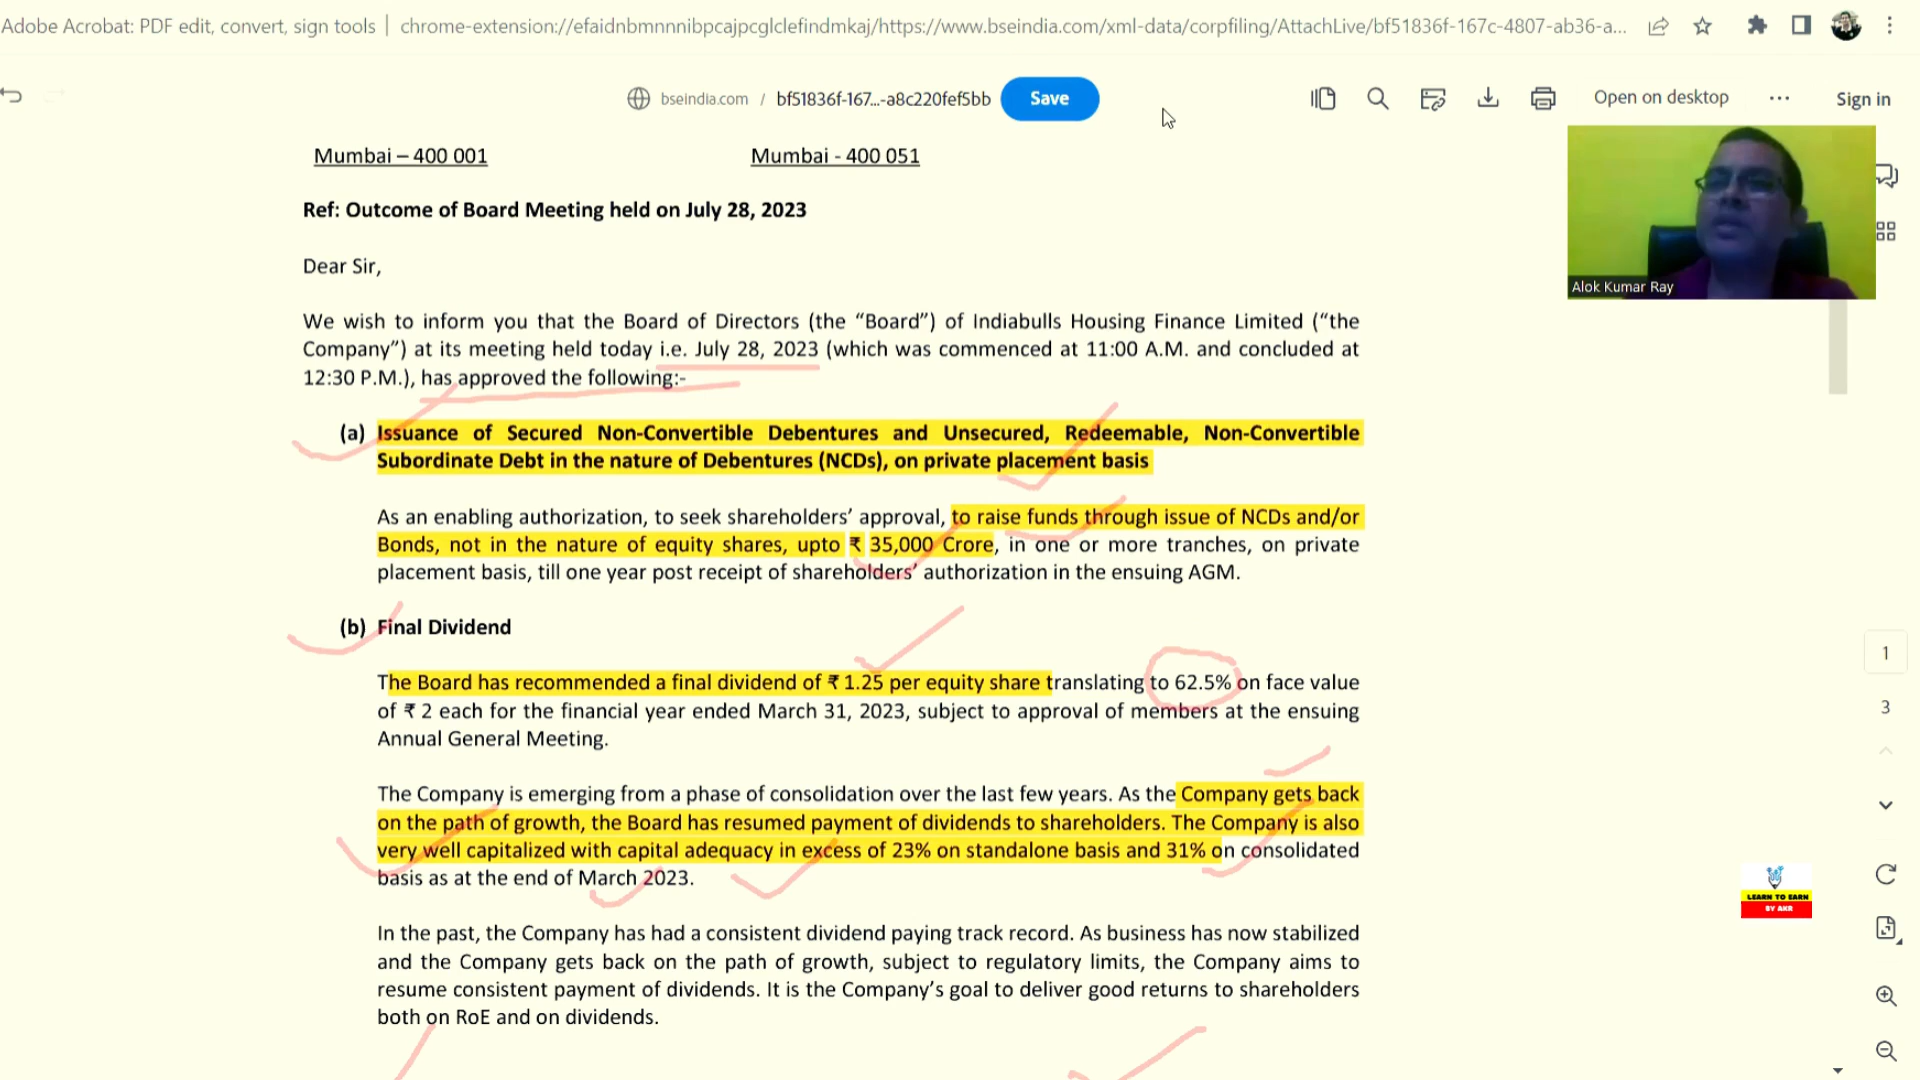 Adobe Acrobat: PDF edit, convert, sign tools | chrome-extension://efaidnbmnnnibpcajpcglclefindmkaj/https://www.bseindia.com/xml-data/corpfiling/AttachLive/bf51836f-167c-4807-ab36-a...
bseindia.com / bf51836f-167...-a8c220fef5bb Save Open on desktop ... Sign in
Mumbai – 400 001 Mumbai - 400 051
Ref: Outcome of Board Meeting held on July 28, 2023
Dear Sir,
Alok Kumar Ray
We wish to inform you that the Board of Directors (the “Board”) of Indiabulls Housing Finance Limited (“the
Company”) at its meeting held today i.e. July 28, 2023 (which was commenced at 11:00 A.M. and concluded at
12:30 P.M.), has approved the following:-
(a) Issuance of Secured Non-Convertible Debentures and Unsecured, Redeemable, Non-Convertible
Subordinate Debt in the nature of Debentures (NCDs), on private placement basis
As an enabling authorization, to seek shareholders’ approval, to raise funds through issue of NCDs and/or
Bonds, not in the nature of equity shares, upto ₹ 35,000 Crore, in one or more tranches, on private
placement basis, till one year post receipt of shareholders’ authorization in the ensuing AGM.
(b) Final Dividend
The Board has recommended a final dividend of ₹ 1.25 per equity share translating to 62.5% on face value
of ₹ 2 each for the financial year ended March 31, 2023, subject to approval of members at the ensuing
Annual General Meeting.
1
3
The Company is emerging from a phase of consolidation over the last few years. As the Company gets back
on the path of growth, the Board has resumed payment of dividends to shareholders. The Company is also
very well capitalized with capital adequacy in excess of 23% on standalone basis and 31% on consolidated
basis as at the end of March 2023.
LEARN TO EARN
BY AKR
In the past, the Company has had a consistent dividend paying track record. As business has now stabilized
and the Company gets back on the path of growth, subject to regulatory limits, the Company aims to
resume consistent payment of dividends. It is the Company’s goal to deliver good returns to shareholders
both on RoE and on dividends.